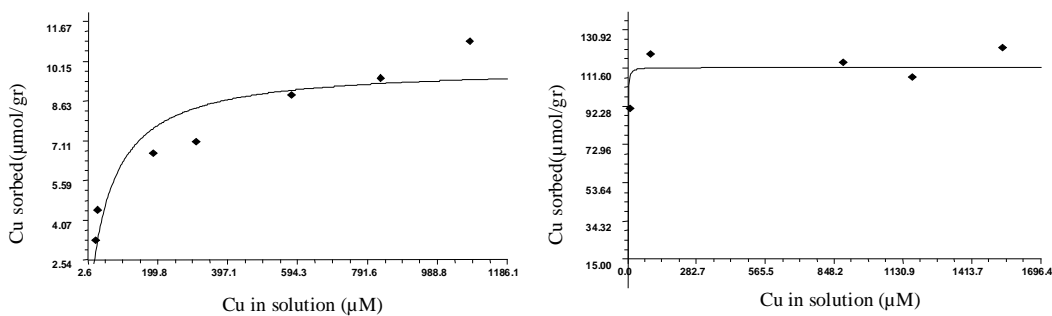 11.67
10.15
8.63
7.11
5.59
4.07
2.54
2.6 199.8 397.1 594.3 791.6 988.8 1186.1
Cu sorbed(µmol/gr)
Cu in solution (µM)
130.92
111.60
92.28
72.96
53.64
34.32
15.00
0.0 282.7 565.5 848.2 1130.9 1413.7 1696.4
Cu sorbed(µmol/gr)
Cu in solution (µM)